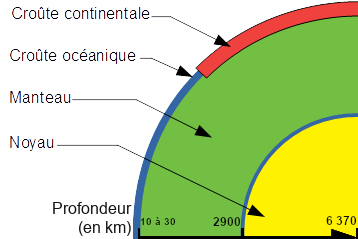 Croûte continentale
Croûte océanique
Manteau
Noyau
Profondeur
(en km)
10 à 30
2900
6 370